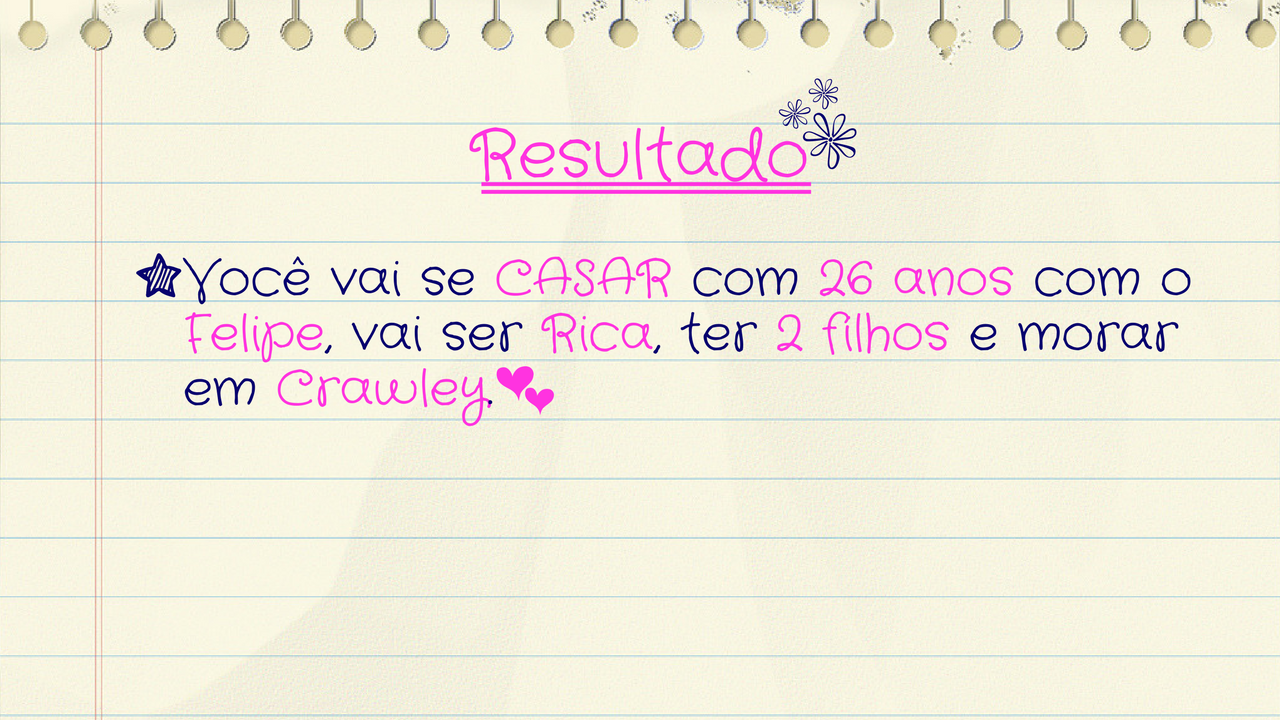 Resultado
Você vai se CASAR com 26 anos com o
Felipe, vai ser Rica, ter 2 filhos e morar
em Crawley.